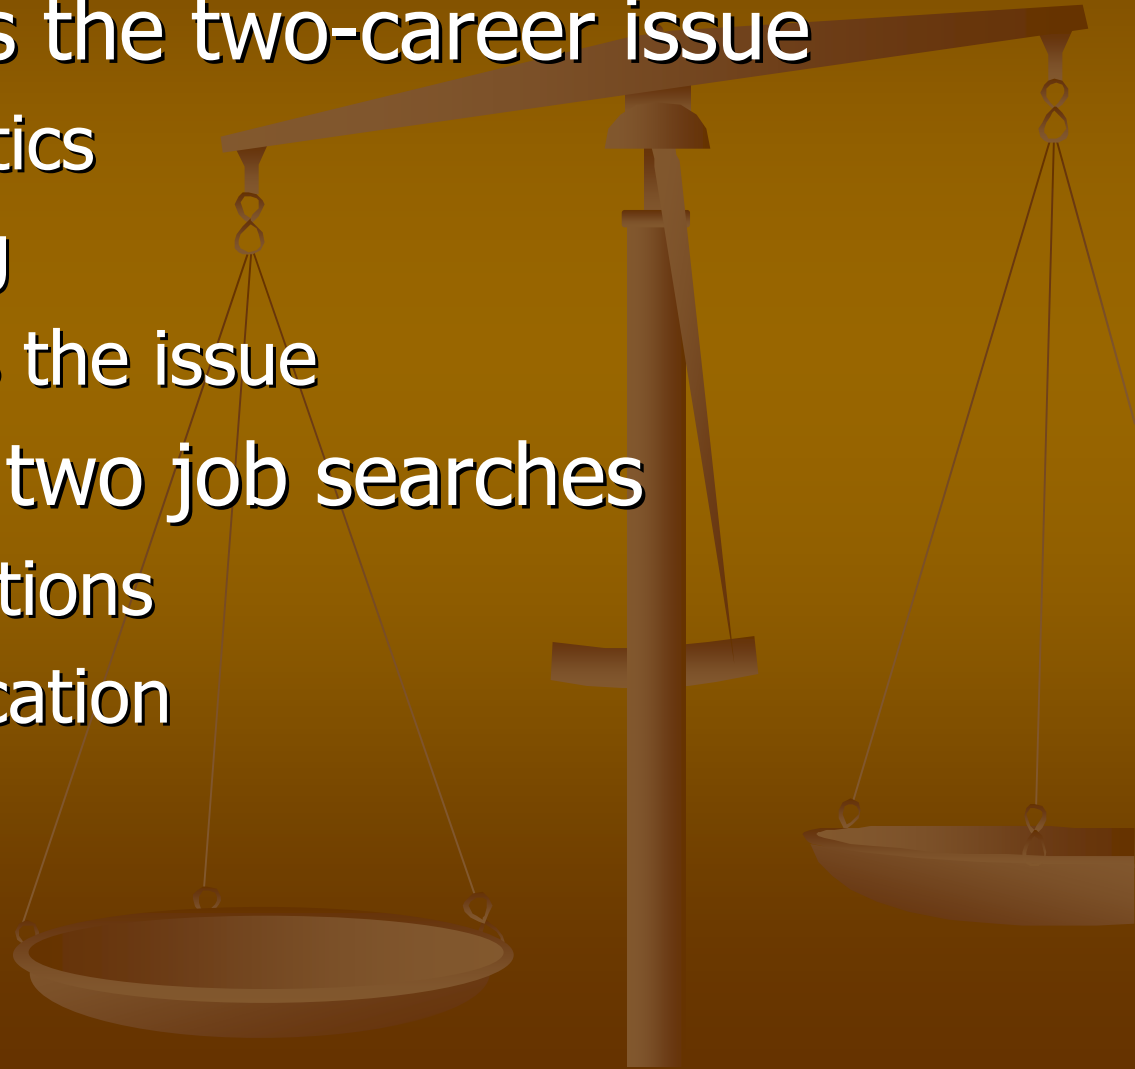 s the two-career issue
tics
g
the issue
two job searches
tions
cation